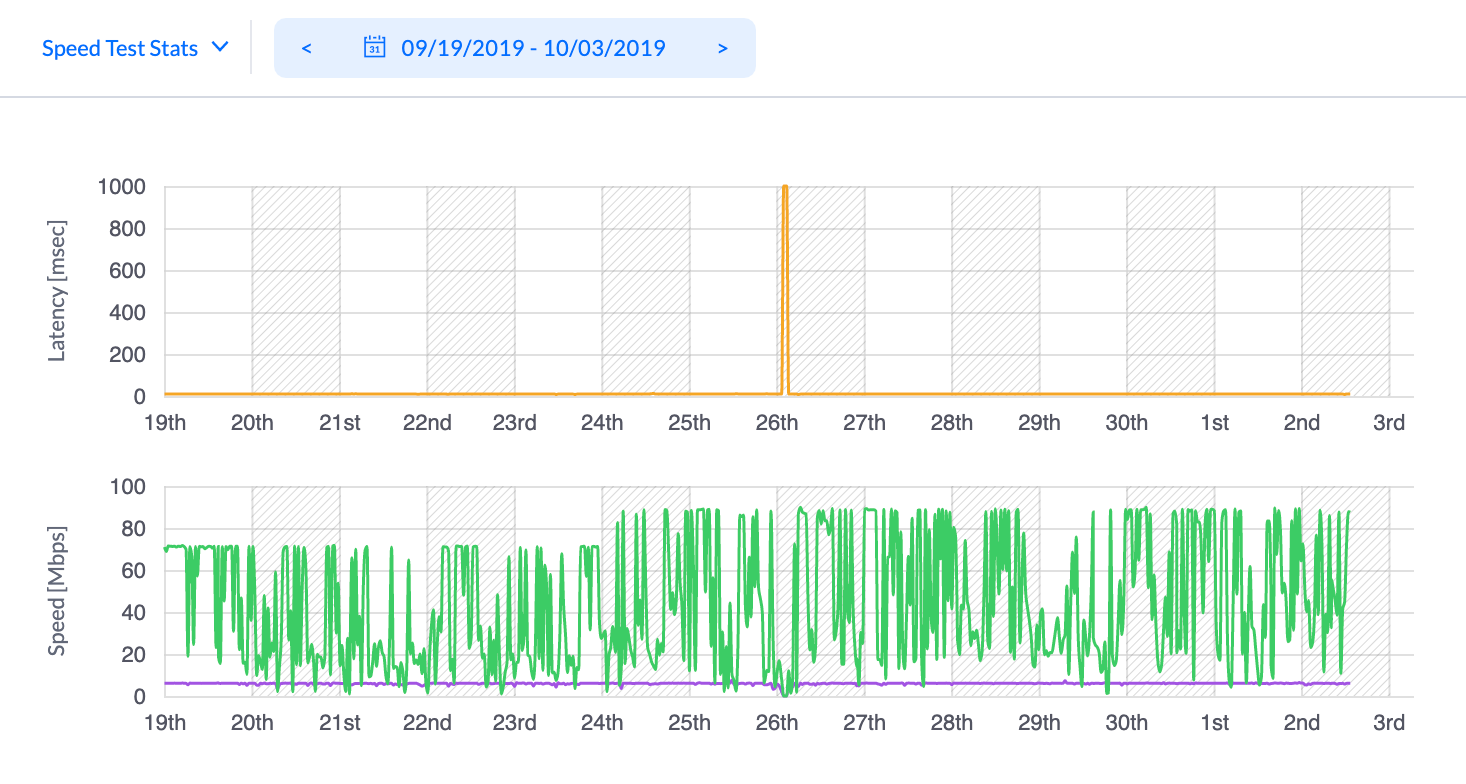 Speed Test Stats
< 31 09/19/2019 - 10/03/2019 >
Latency [msec]
1000
800
600
400
200
0
19th 20th 21st 22nd 23rd 24th 25th 26th 27th 28th 29th 30th 1st 2nd 3rd
Speed [Mbps]
100
80
60
40
20
0
19th 20th 21st 22nd 23rd 24th 25th 26th 27th 28th 29th 30th 1st 2nd 3rd